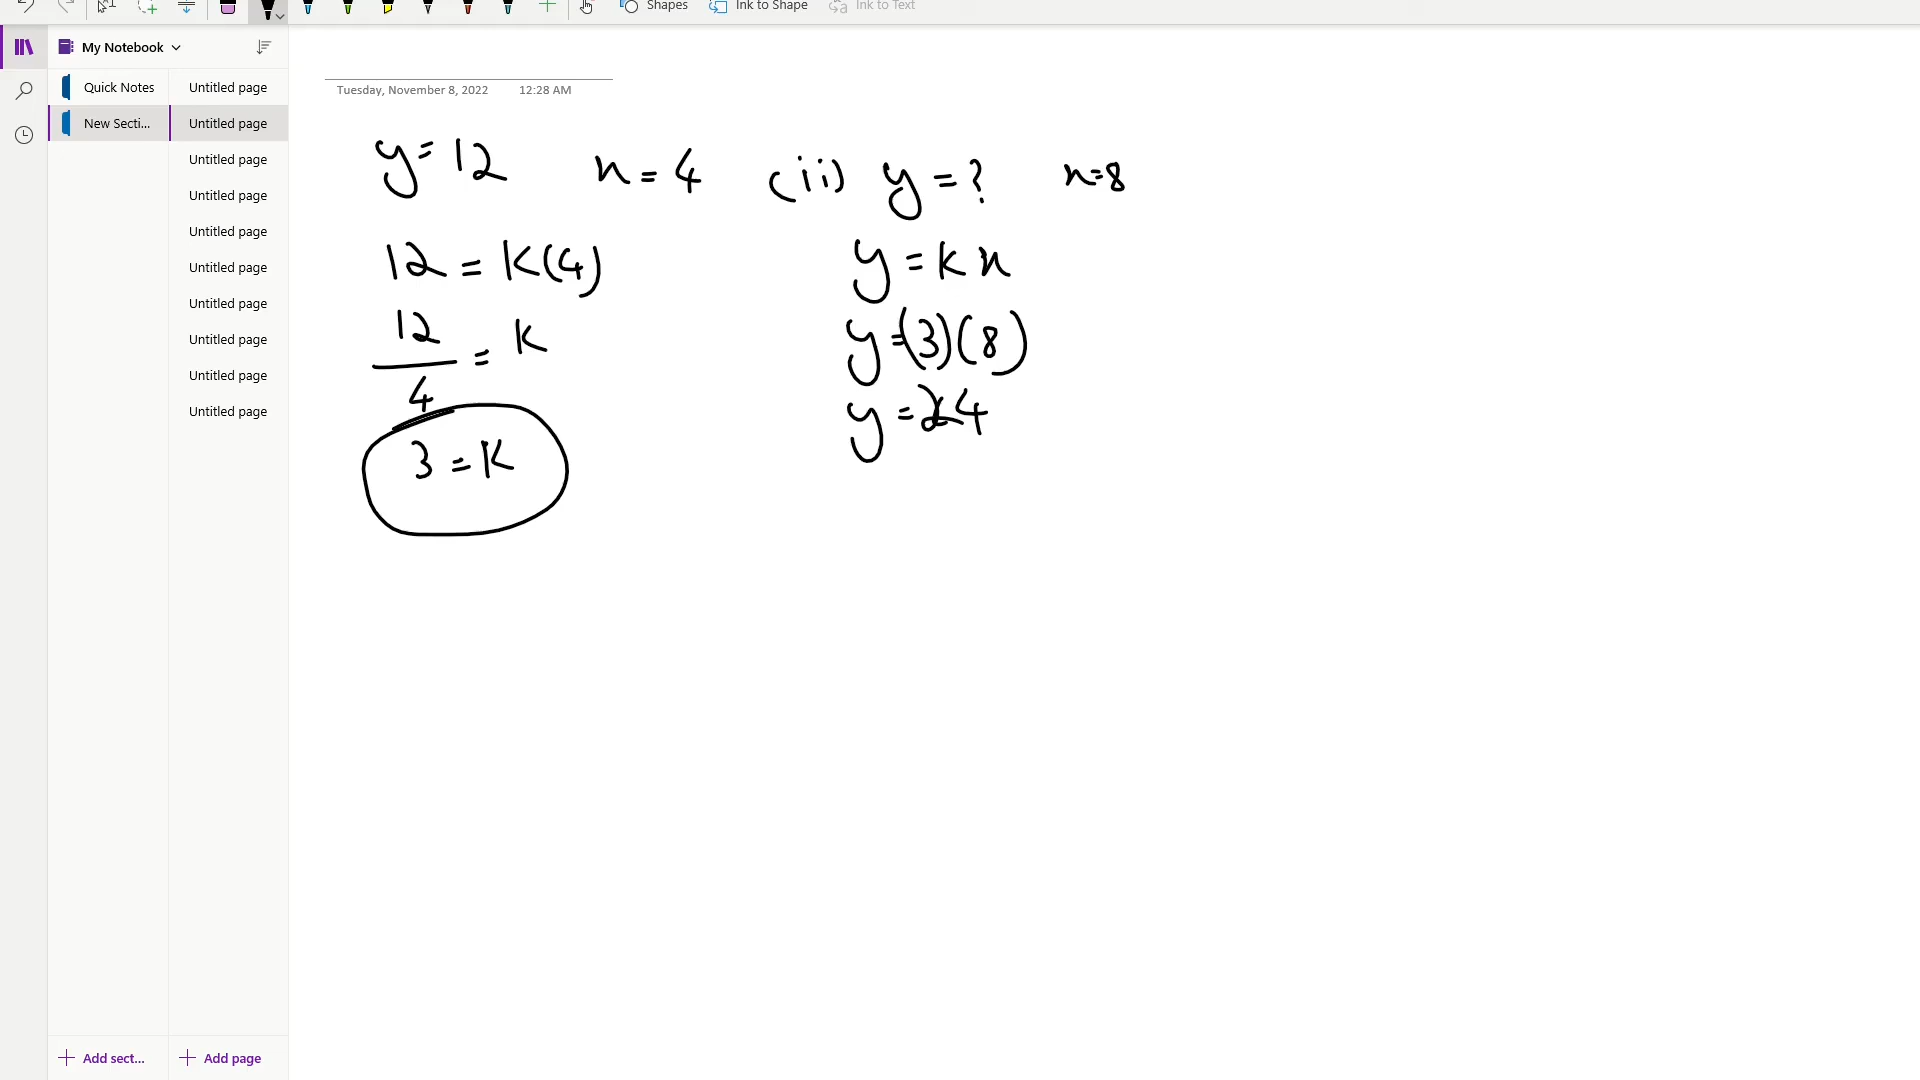 Shapes
Ink to Shape
Ink to Text
My Notebook
Quick Notes
New Secti...
Untitled page
Untitled page
Untitled page
Untitled page
Untitled page
Untitled page
Untitled page
Untitled page
Untitled page
Untitled page
Add sect...
Add page
Tuesday, November 8, 2022 12:28 AM
y = 12 x = 4
12 = K(4)
12/4 = K
3 = K
(ii) y = ? x = 8
y = k x
y = (3)(8)
y = 24